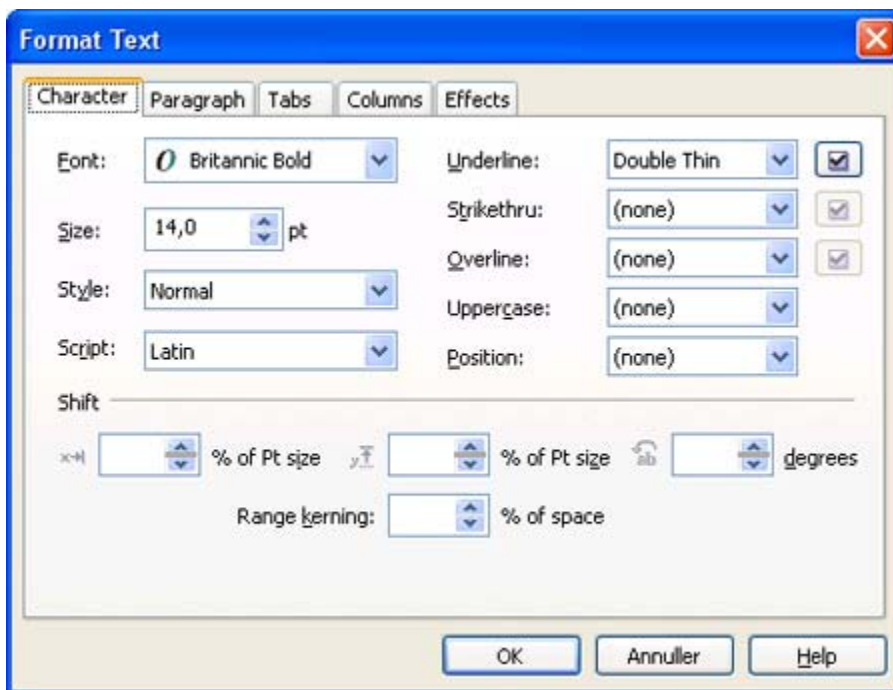 Format Text
Character Paragraph Tabs Columns Effects
Font: O Britannic Bold Underline: Double Thin
Size: 14,0 pt Strikethru: (none)
Overline: (none)
Style: Normal Uppercase: (none)
Script: Latin Position: (none)
Shift
x % of Pt size y % of Pt size ab degrees
Range kerning: % of space
OK Annuller Help